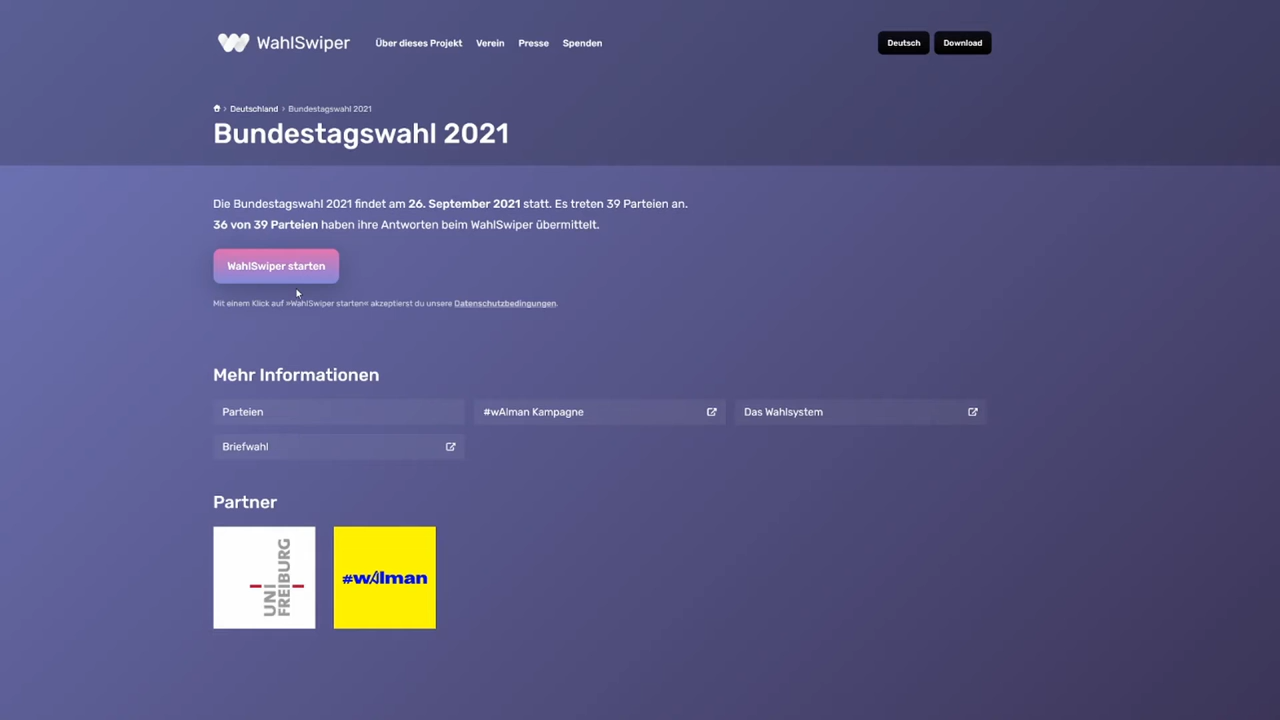 WahlSwiper
Über dieses Projekt
Verein
Presse
Spenden
Deutsch
Download
Deutschland › Bundestagswahl 2021
Bundestagswahl 2021
Die Bundestagswahl 2021 findet am 26. September 2021 statt. Es treten 39 Parteien an.
36 von 39 Parteien haben ihre Antworten beim WahlSwiper übermittelt.
WahlSwiper starten
Mit einem Klick auf »WahlSwiper starten« akzeptierst du unsere Datenschutzbedingungen.
Mehr Informationen
Parteien
#wAlman Kampagne
Das Wahlsystem
Briefwahl
Partner
UNI
FREIBURG
#wAlman